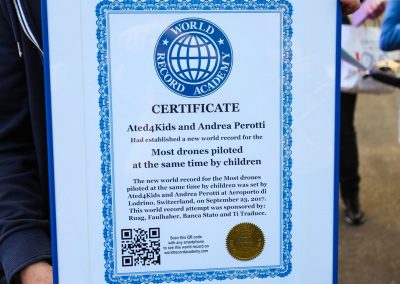 WORLD
RECORD ACADEMY
CERTIFICATE
Ated4Kids and Andrea Perotti
Had established a new world record for the
Most drones piloted
at the same time by children
The new world record for the Most drones
piloted at the same time by children was set by
Ated4Kids and Andrea Perotti at Aeroporto di
Lodrino, Switzerland, on September 23, 2017.
This world record attempt was sponsored by:
Ruag, Faulhaber, Banca Stato and Ti Traduce.
Scan this QR code
with any smartphone
to see this world record on
worldrecordacademy.com